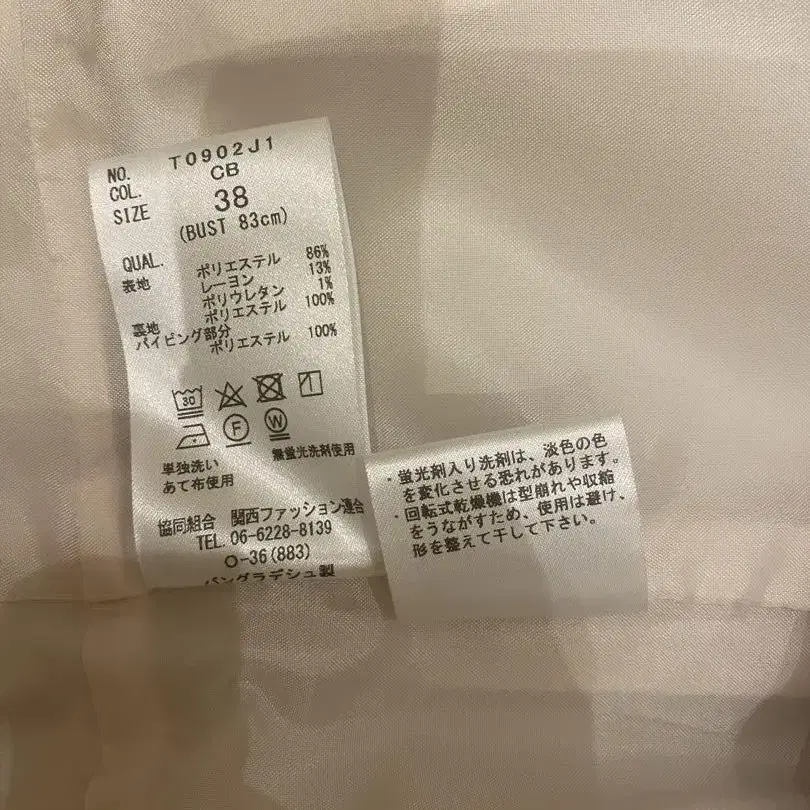 NO. T0902J1
COL. CB
SIZE 38
(BUST 83cm)
QUAL.
表地 ポリエステル 86%
レーヨン 13%
ポリウレタン 1%
裏地 ポリエステル 100%
パイピング部分
ポリエステル 100%
30
F W
単独洗い 無蛍光洗剤使用
あて布使用
協同組合 関西ファッション連合
TEL. 06-6228-8139
O-36(883)
バングラデシュ製
・蛍光剤入り洗剤は、淡色の色
を変化させる恐れがあります。
・回転式乾燥機は型崩れや収縮
をうながすため、使用は避け、
形を整えて干して下さい。